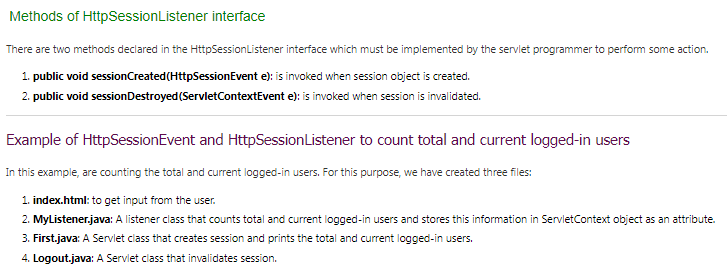 Methods of HttpSessionListener interface
There are two methods declared in the HttpSessionListener interface which must be implemented by the servlet programmer to perform some action.
1. public void sessionCreated(HttpSessionEvent e): is invoked when session object is created.
2. public void sessionDestroyed(ServletContextEvent e): is invoked when session is invalidated.
Example of HttpSessionEvent and HttpSessionListener to count total and current logged-in users
In this example, are counting the total and current logged-in users. For this purpose, we have created three files:
1. index.html: to get input from the user.
2. MyListener.java: A listener class that counts total and current logged-in users and stores this information in ServletContext object as an attribute.
3. First.java: A Servlet class that creates session and prints the total and current logged-in users.
4. Logout.java: A Servlet class that invalidates session.